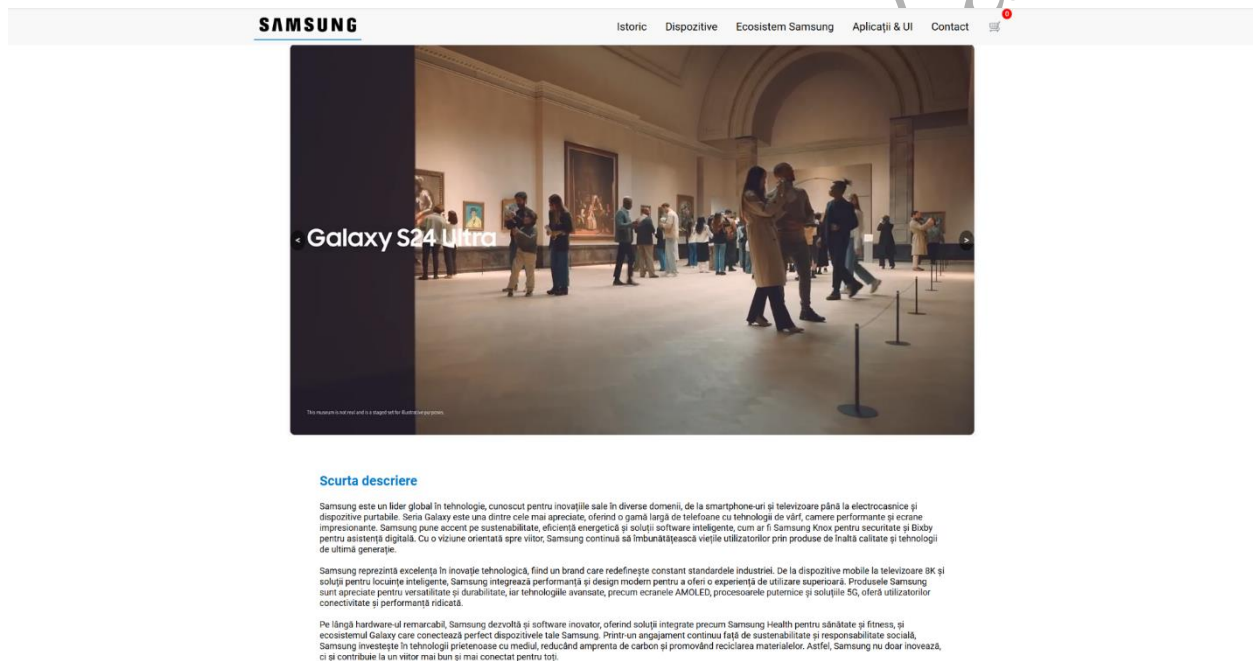 SAMSUNG
Istoric Dispozitive Ecosistem Samsung Aplicații & UI Contact 0
< Galaxy S24 Ultra >
This museum is not real and is a staged set for illustrative purposes.
Scurta descriere
Samsung este un lider global în tehnologie, cunoscut pentru inovațiile sale în diverse domenii, de la smartphone-uri și televizoare până la electrocasnice și
dispozitive purtabile. Seria Galaxy este una dintre cele mai apreciate, oferind o gamă largă de telefoane cu tehnologii de vârf, camere performante și ecrane
impresionante. Samsung pune accent pe sustenabilitate, eficiență energetică și soluții software inteligente, cum ar fi Samsung Knox pentru securitate și Bixby
pentru asistență digitală. Cu o viziune orientată spre viitor, Samsung continuă să îmbunătățească viețile utilizatorilor prin produse de înaltă calitate și tehnologii
de ultimă generație.
Samsung reprezintă excelența în inovație tehnologică, fiind un brand care redefinește constant standardele industriei. De la dispozitive mobile la televizoare 8K și
soluții pentru locuințe inteligente, Samsung integrează performanță și design modern pentru a oferi o experiență de utilizare superioară. Produsele Samsung
sunt apreciate pentru versatilitate și durabilitate, iar tehnologiile avansate, precum ecranele AMOLED, procesoarele puternice și soluțiile 5G, oferă utilizatorilor
conectivitate și performanță ridicată.
Pe lângă hardware-ul remarcabil, Samsung dezvoltă și software inovator, oferind soluții integrate precum Samsung Health pentru sănătate și fitness, și
ecosistemul Galaxy care conectează perfect dispozitivele tale Samsung. Printr-un angajament continuu față de sustenabilitate și responsabilitate socială,
Samsung investește în tehnologii prietenoase cu mediul, reducând amprenta de carbon și promovând reciclarea materialelor. Astfel, Samsung nu doar inovează,
ci și contribuie la un viitor mai bun și mai conectat pentru toți.